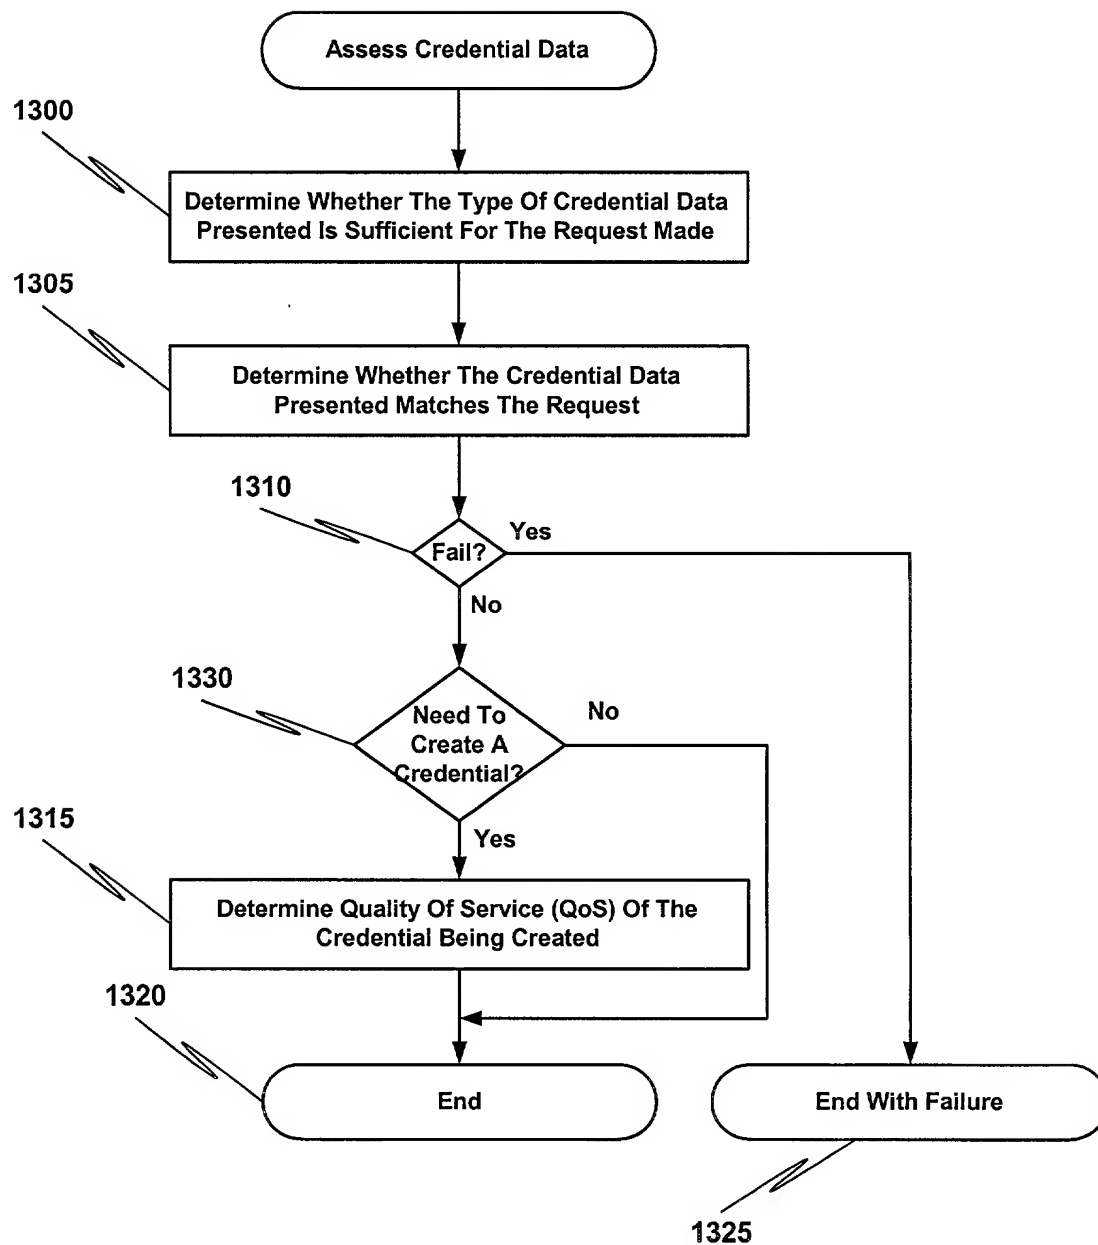 Assess Credential Data
1300
Determine Whether The Type Of Credential Data
Presented Is Sufficient For The Request Made
1305
Determine Whether The Credential Data
Presented Matches The Request
1310
Fail?
Yes
No
1330
Need To
Create A
Credential?
No
1315
Yes
Determine Quality Of Service (QoS) Of The
Credential Being Created
1320
End
End With Failure
1325